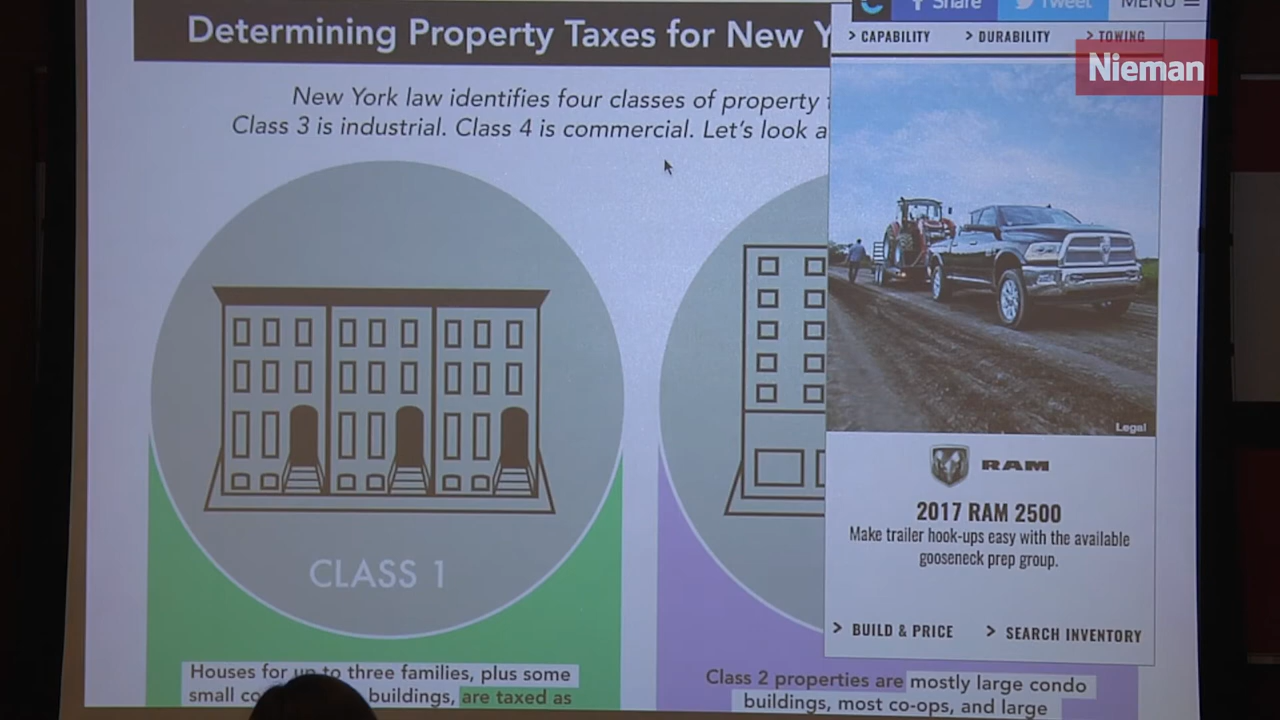 Share
Tweet
MENU
Determining Property Taxes for New Y
> CAPABILITY > DURABILITY > TOWING
Nieman
New York law identifies four classes of property
Class 3 is industrial. Class 4 is commercial. Let's look a
Legal
RAM
2017 RAM 2500
Make trailer hook-ups easy with the available
gooseneck prep group.
CLASS 1
> BUILD & PRICE > SEARCH INVENTORY
Houses for up to three families, plus some
small co buildings, are taxed as
Class 2 properties are mostly large condo
buildings, most co-ops, and large